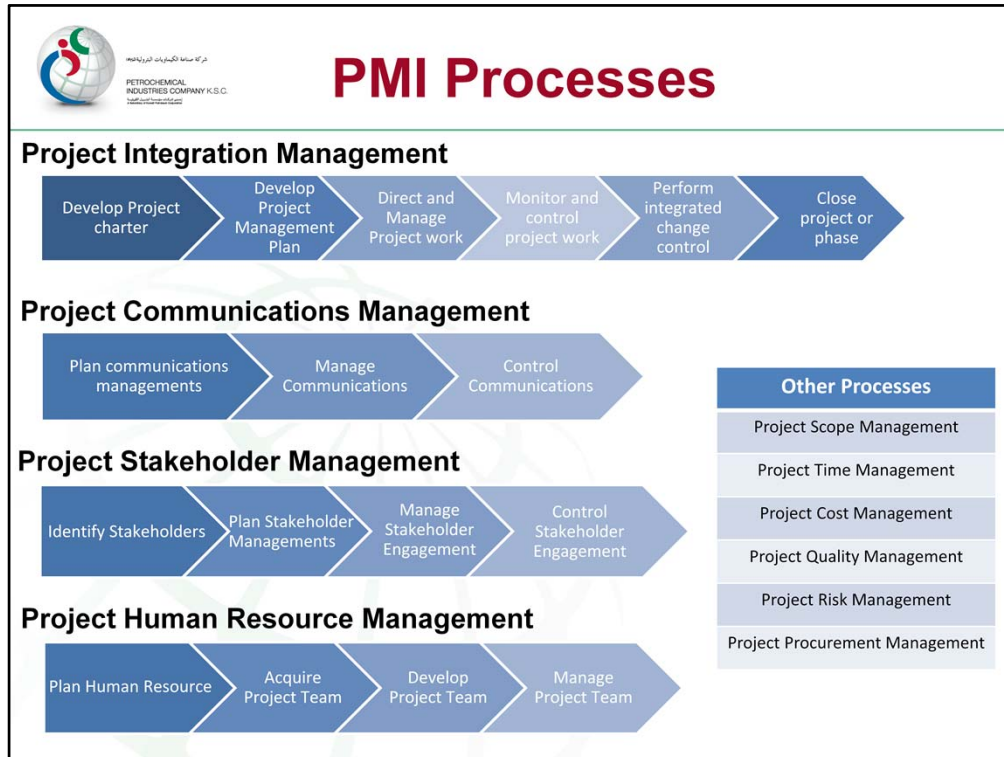 شركة صناعة الكيماويات البترولية
PETROCHEMICAL
INDUSTRIES COMPANY K.S.C.
PMI Processes
Project Integration Management
Develop Project
charter
Develop
Project
Management
Plan
Direct and
Manage
Project work
Monitor and
control
project work
Perform
integrated
change
control
Close
project or
phase
Project Communications Management
Plan communications
managements
Manage
Communications
Control
Communications
Project Stakeholder Management
Identify Stakeholders
Plan Stakeholder
Managements
Manage
Stakeholder
Engagement
Control
Stakeholder
Engagement
Project Human Resource Management
Plan Human Resource
Acquire
Project Team
Develop
Project Team
Manage
Project Team
Other Processes
Project Scope Management
Project Time Management
Project Cost Management
Project Quality Management
Project Risk Management
Project Procurement Management